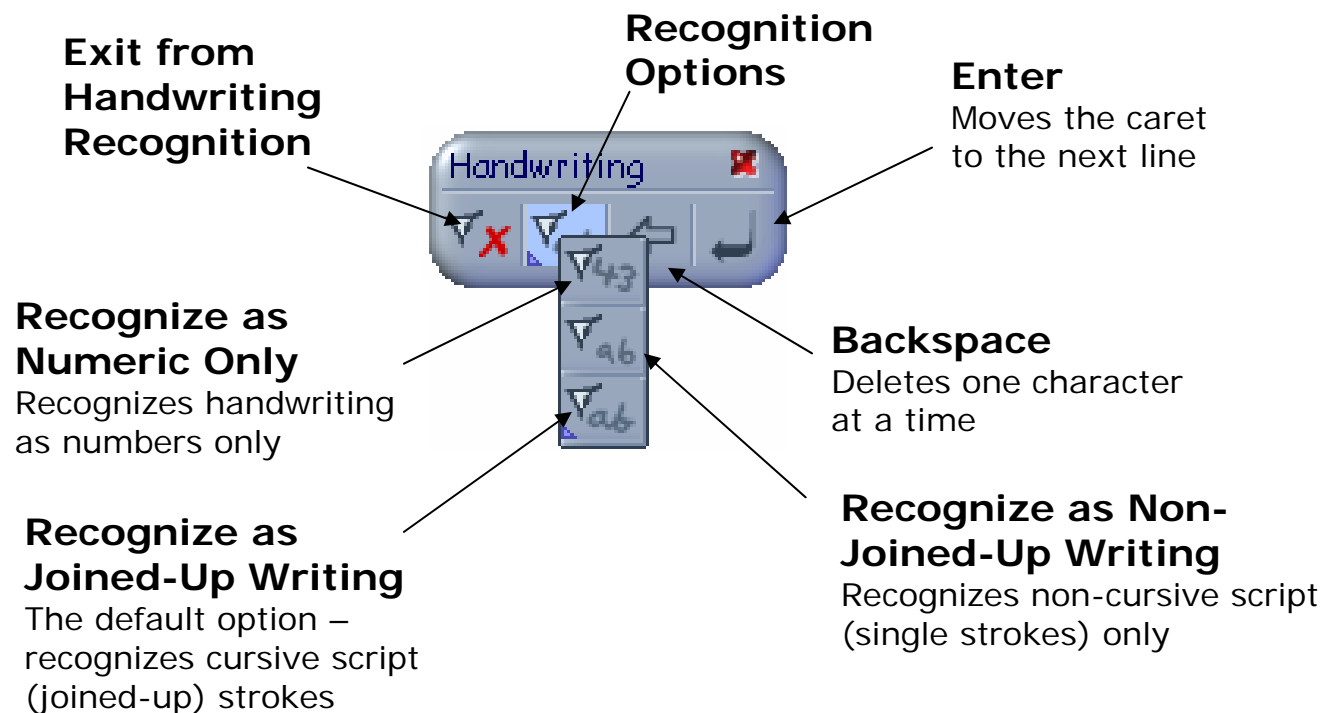 Exit from
Handwriting
Recognition
Recognition
Options
Enter
Moves the caret
to the next line
Handwriting
43
ab
ab
Recognize as
Numeric Only
Recognizes handwriting
as numbers only
Backspace
Deletes one character
at a time
Recognize as
Joined-Up Writing
The default option –
recognizes cursive script
(joined-up) strokes
Recognize as Non-
Joined-Up Writing
Recognizes non-cursive script
(single strokes) only